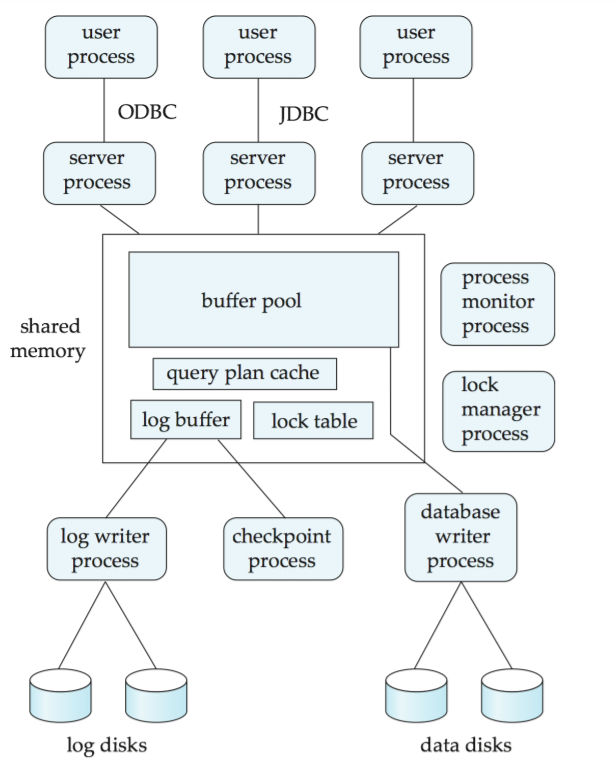 user
process
user
process
user
process
ODBC
JDBC
server
process
server
process
server
process
shared
memory
buffer pool
query plan cache
log buffer
lock table
process
monitor
process
lock
manager
process
log writer
process
checkpoint
process
database
writer
process
log disks
data disks